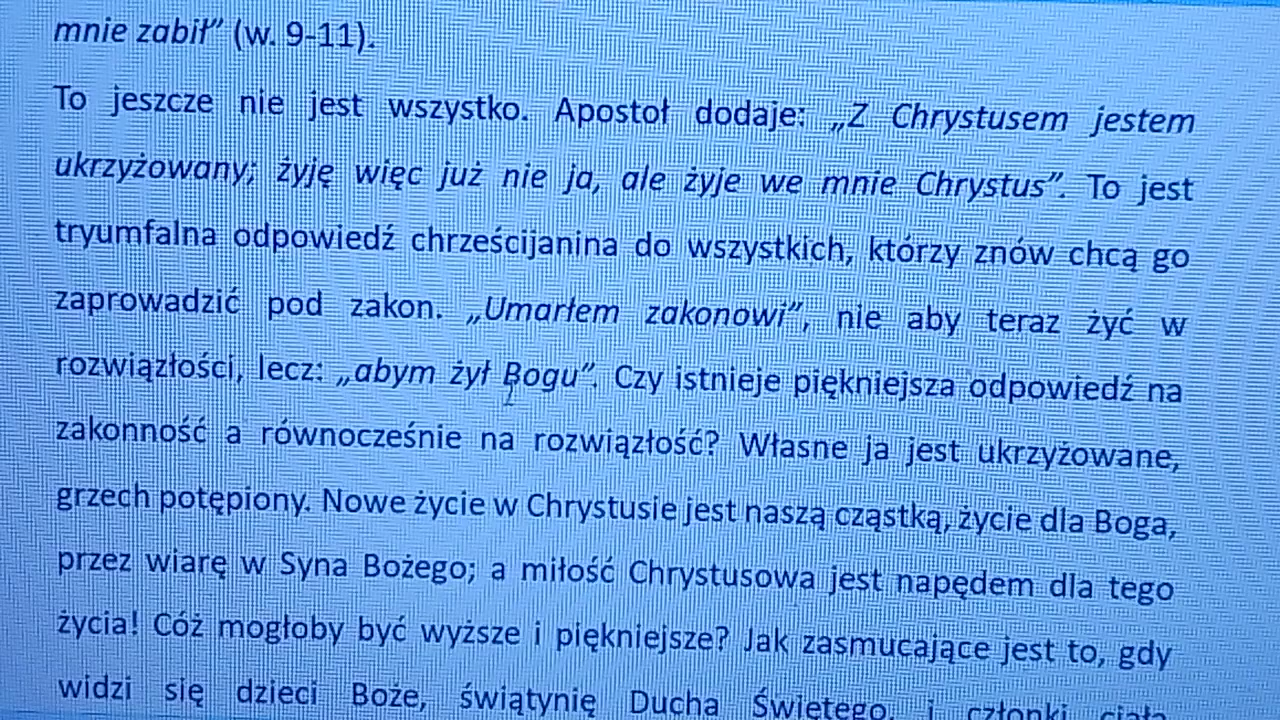 mnie zabił” (w. 9-11).
To jeszcze nie jest wszystko. Apostoł dodaje: „Z Chrystusem jestem
ukrzyżowany; żyję więc już nie ja, ale żyje we mnie Chrystus”. To jest
tryumfalna odpowiedź chrześcijanina do wszystkich, którzy znów chcą go
zaprowadzić pod zakon. „Umarłem zakonowi”, nie aby teraz żyć w
rozwiązłości, lecz: „abym żył Bogu”. Czy istnieje piękniejsza odpowiedź na
zakonność a równocześnie na rozwiązłość? Własne ja jest ukrzyżowane,
grzech potępiony. Nowe życie w Chrystusie jest naszą cząstką, życie dla Boga,
przez wiarę w Syna Bożego; a miłość Chrystusowa jest napędem dla tego
życia! Cóż mogłoby być wyższe i piękniejsze? Jak zasmucające jest to, gdy
widzi się dzieci Boże, świątynię Ducha Świętego, i członki ciała